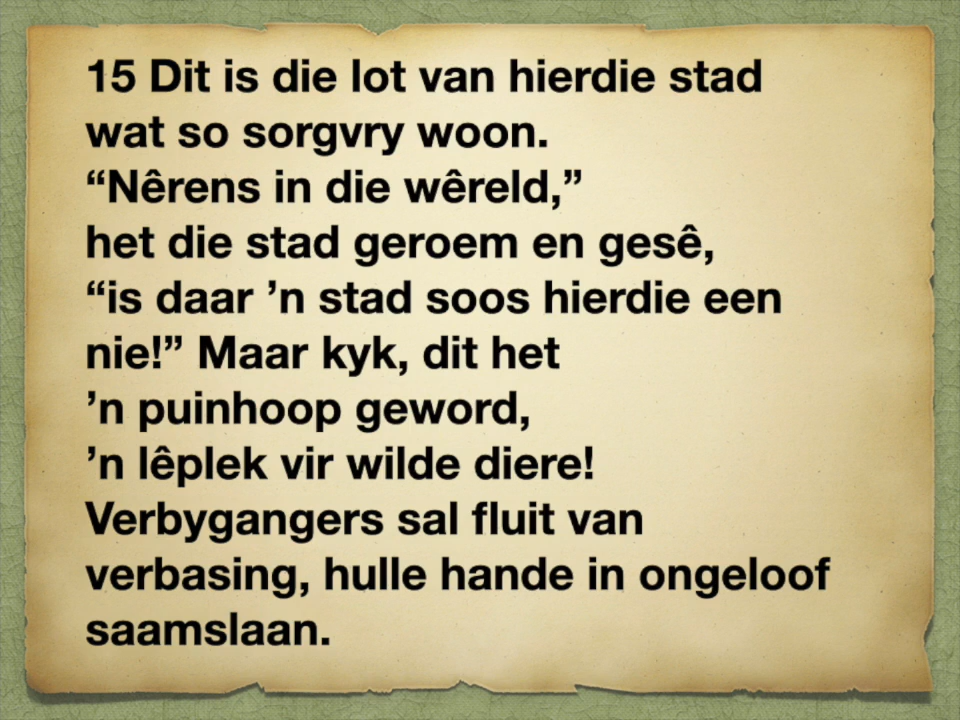 15 Dit is die lot van hierdie stad
wat so sorgvry woon.
“Nêrens in die wêreld,”
het die stad geroem en gesê,
“is daar ’n stad soos hierdie een
nie!” Maar kyk, dit het
’n puinhoop geword,
’n lêplek vir wilde diere!
Verbygangers sal fluit van
verbasing, hulle hande in ongeloof
saamslaan.